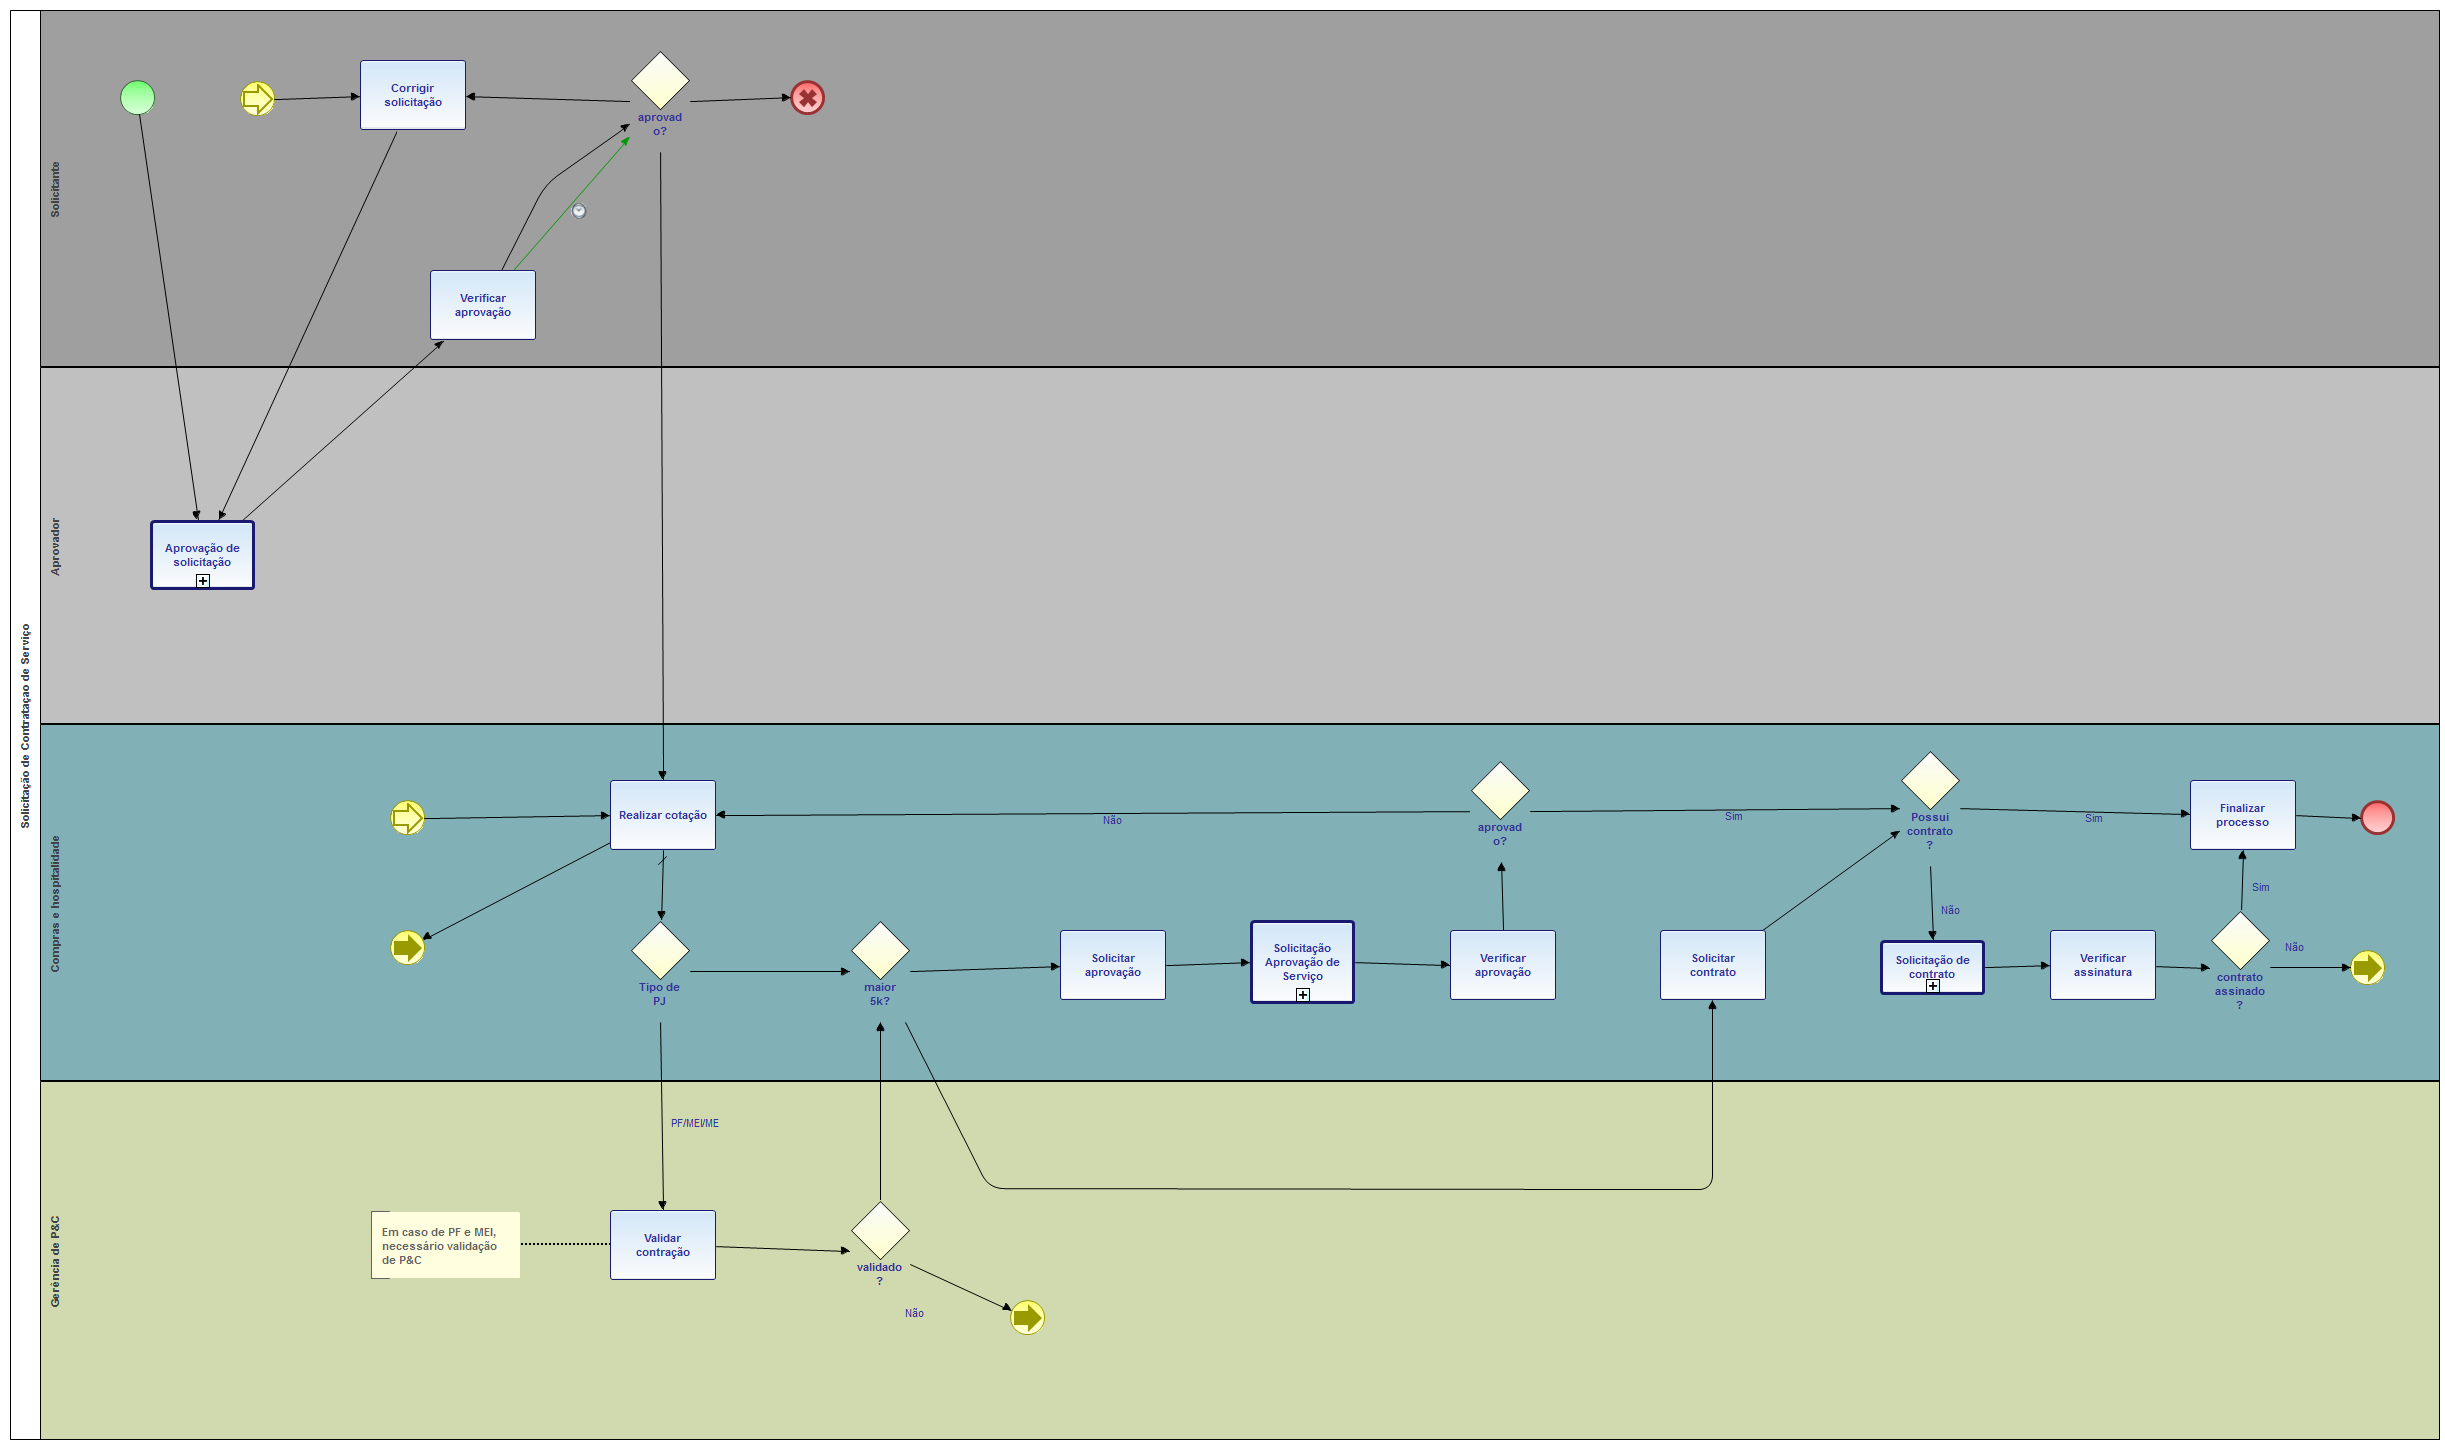 Solicitação de Contratação de Serviço
Solicitante
Corrigir
solicitação
aprovad
o?
Verificar
aprovação
Aprovador
Aprovação de
solicitação
Compras e hospitalidade
Realizar cotação
Não
aprovad
o?
Sim
Possui
contrato
?
Sim
Finalizar
processo
Sim
Não
Tipo de
PJ
maior
5k?
Solicitar
aprovação
Solicitação
Aprovação de
Serviço
Verificar
aprovação
Solicitar
contrato
Solicitação de
contrato
Verificar
assinatura
contrato
assinado
?
Não
Gerência de P&C
PF/MEI/ME
Em caso de PF e MEI,
necessário validação
de P&C
Validar
contração
validado
?
Não